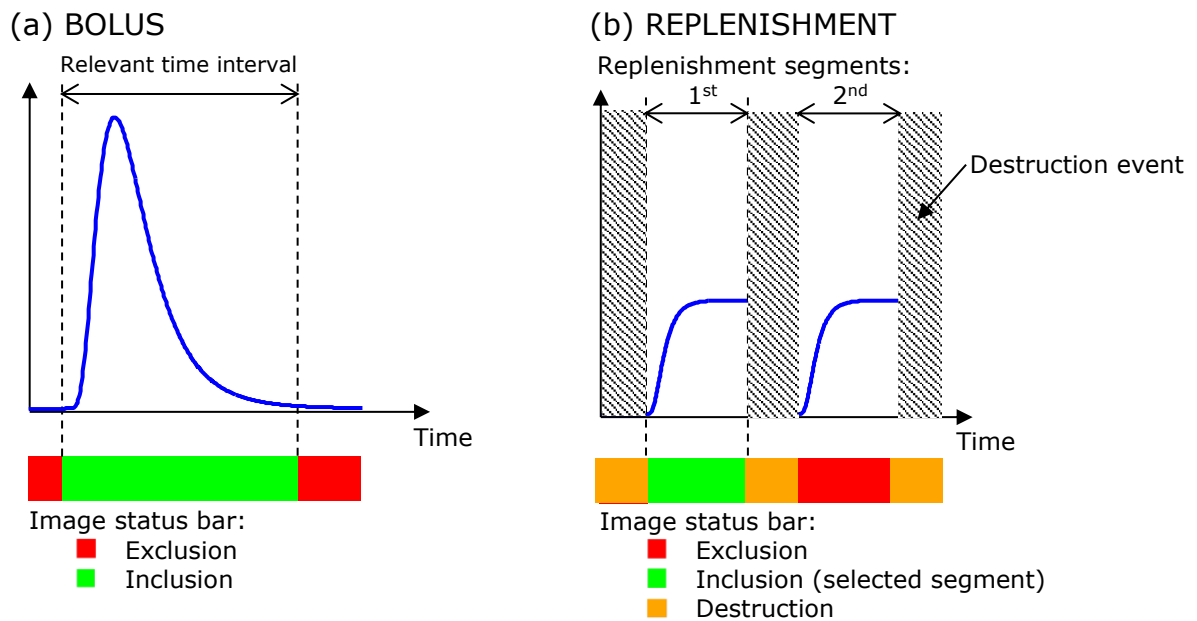 (a) BOLUS
Relevant time interval
Time
Image status bar:
Exclusion
Inclusion
(b) REPLENISHMENT
Replenishment segments:
1st
2nd
Destruction event
Time
Image status bar:
Exclusion
Inclusion (selected segment)
Destruction